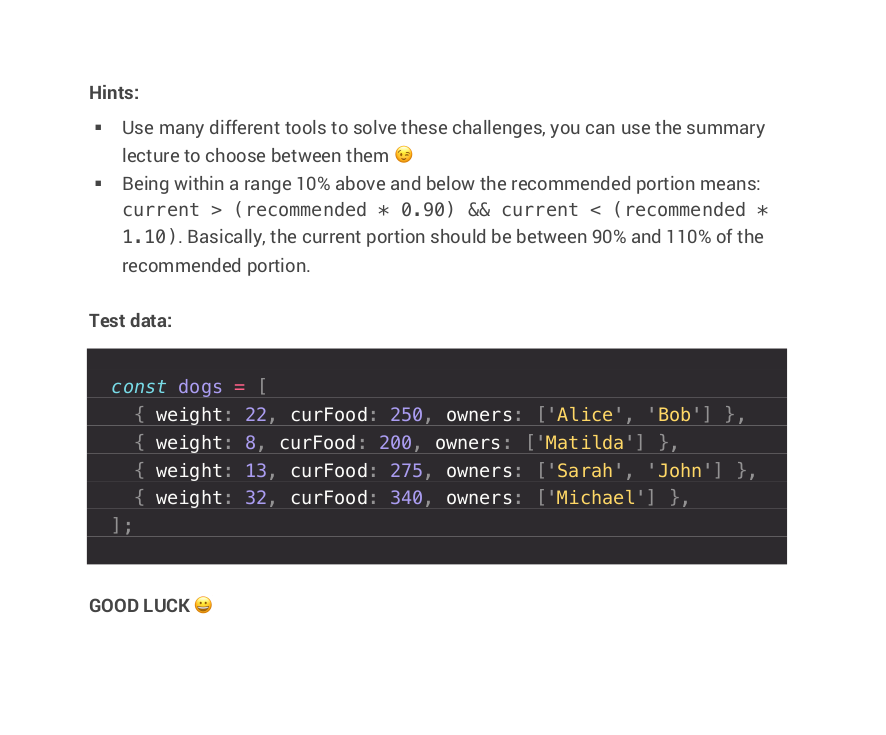 Hints:
▪ Use many different tools to solve these challenges, you can use the summary
lecture to choose between them 😉
▪ Being within a range 10% above and below the recommended portion means:
current > (recommended * 0.90) && current < (recommended *
1.10). Basically, the current portion should be between 90% and 110% of the
recommended portion.
Test data:
const dogs = [
  { weight: 22, curFood: 250, owners: ['Alice', 'Bob'] },
  { weight: 8, curFood: 200, owners: ['Matilda'] },
  { weight: 13, curFood: 275, owners: ['Sarah', 'John'] },
  { weight: 32, curFood: 340, owners: ['Michael'] },
];
GOOD LUCK 😀